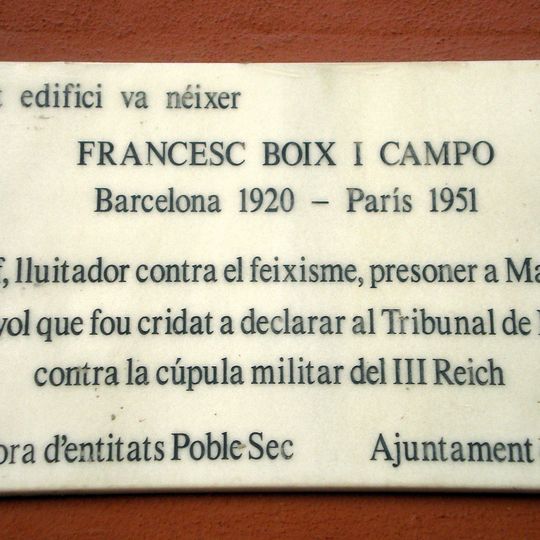 edifici va néixer
FRANCESC BOIX I CAMPO
Barcelona 1920 – París 1951
lluitador contra el feixisme, presoner a
que fou cridat a declarar al Tribunal de
contra la cúpula militar del III Reich
d'entitats Poble Sec Ajuntament